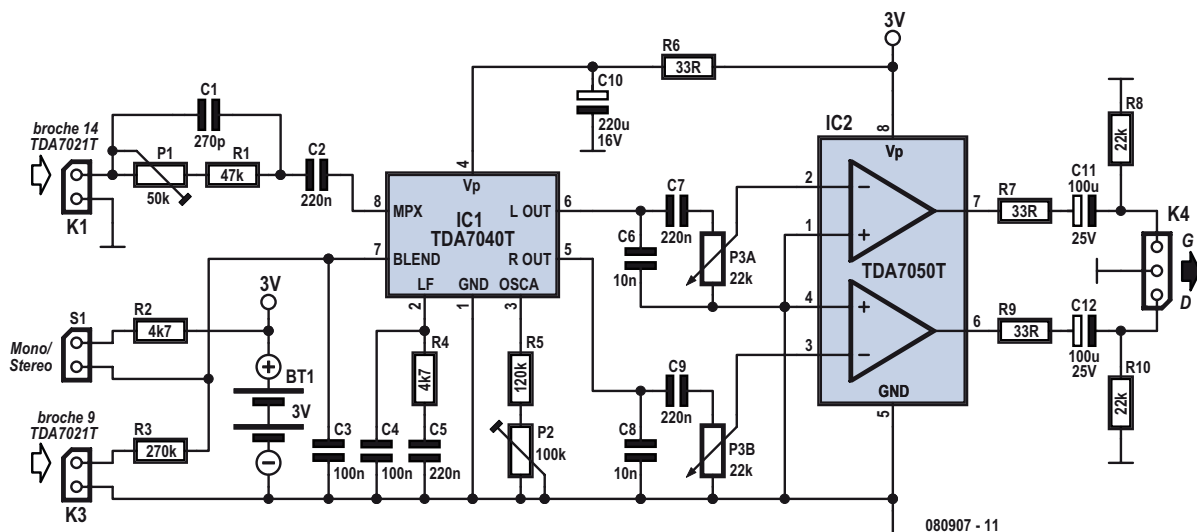 broche 14
TDA7021T
K1
C1
270p
P1
50k
R1
47k
C2
220n
C10
220u
16V
R6
33R
3V
4
Vp
8
MPX
IC1
TDA7040T
L OUT
6
7
BLEND
R OUT
5
LF
GND
OSCA
2
1
3
C7
220n
C6
10n
P3A
22k
IC2
8
Vp
2
–
1
+
7
TDA7050T
4
+
3
–
6
GND
5
R7
33R
C11
100u
25V
R8
22k
K4
G
D
R9
33R
C12
100u
25V
R10
22k
3V
S1
Mono/
Stereo
R2
4k7
+
BT1
3V
–
broche 9
TDA7021T
K3
R3
270k
C3
100n
C4
100n
R4
4k7
C5
220n
R5
120k
P2
100k
C9
220n
C8
10n
P3B
22k
080907 - 11